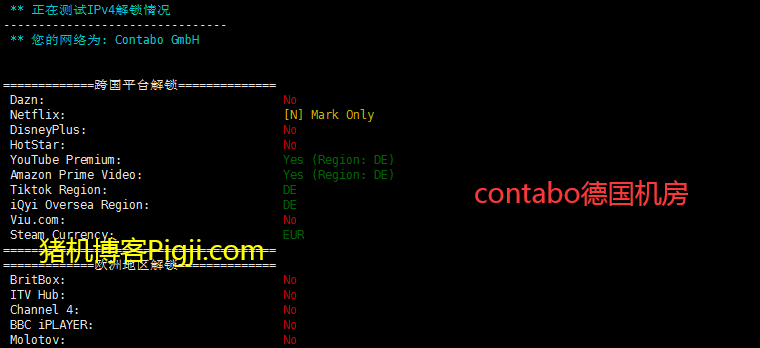 ** 正在测试IPv4解锁情况
--------------------------------
** 您的网络为: Contabo GmbH
=============跨国平台解锁==============
Dazn: No
Netflix: [N] Mark Only
DisneyPlus: No
HotStar: No
YouTube Premium: Yes (Region: DE)
Amazon Prime Video: Yes (Region: DE)
Tiktok Region: DE
iQyi Oversea Region: DE
contabo德国机房
Viu.com: No
Steam Currency: EUR
猪机博客Pigji.com
=======================================
=============欧洲地区解锁==============
BritBox: No
ITV Hub: No
Channel 4: No
BBC iPLAYER: No
Molotov: No